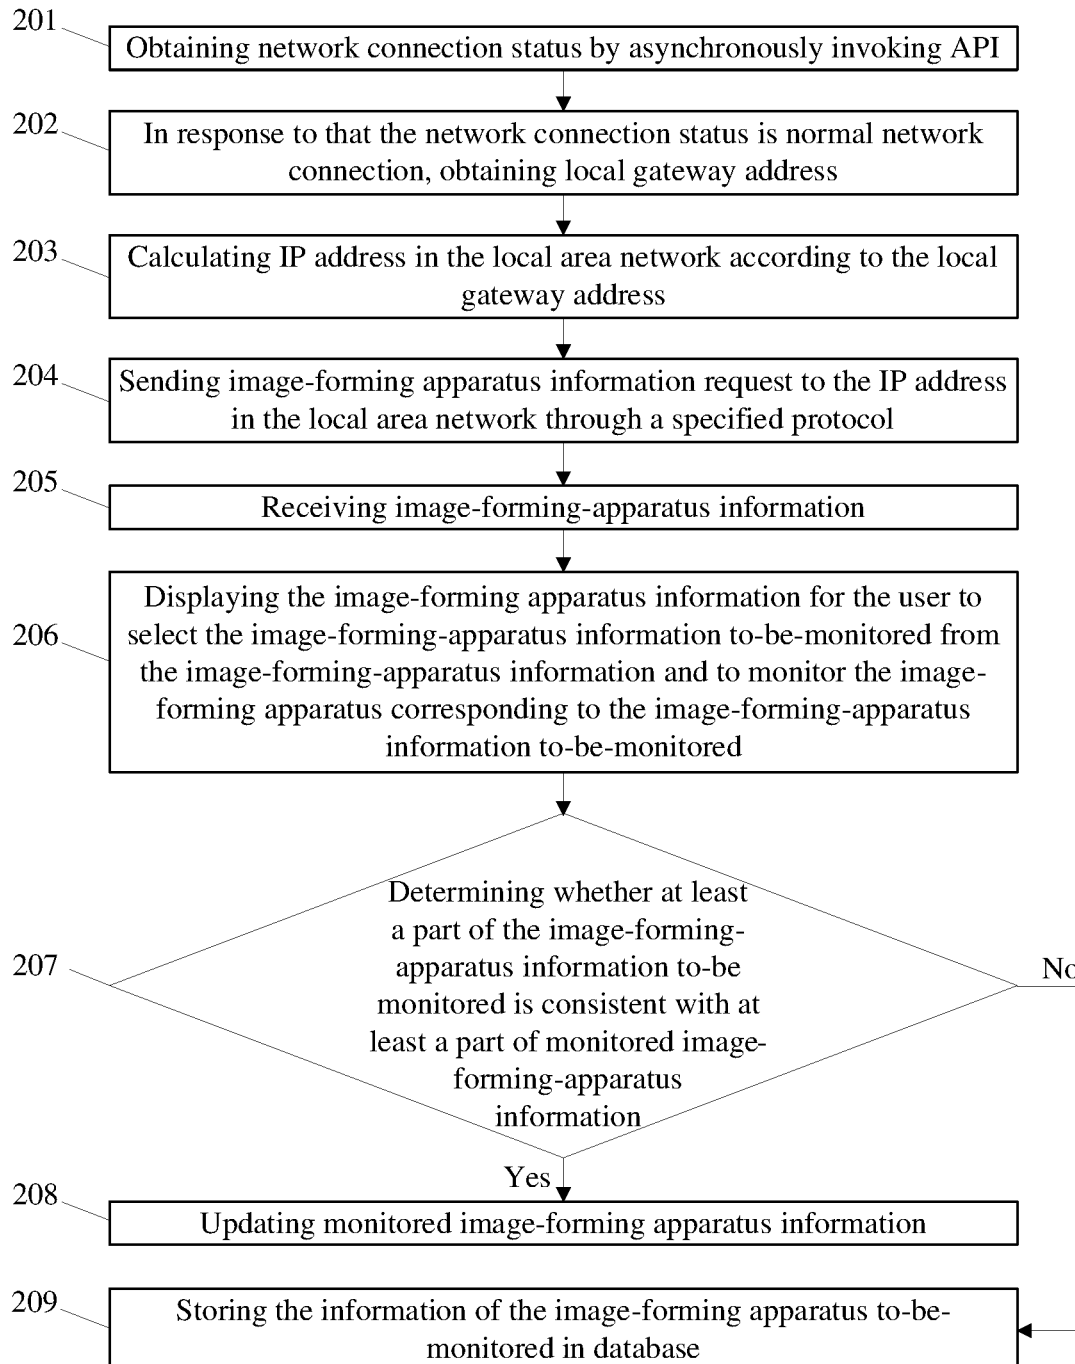 201
Obtaining network connection status by asynchronously invoking API
202
In response to that the network connection status is normal network
connection, obtaining local gateway address
203
Calculating IP address in the local area network according to the local
gateway address
204
Sending image-forming apparatus information request to the IP address
in the local area network through a specified protocol
205
Receiving image-forming-apparatus information
206
Displaying the image-forming apparatus information for the user to
select the image-forming-apparatus information to-be-monitored from
the image-forming-apparatus information and to monitor the image-
forming apparatus corresponding to the image-forming-apparatus
information to-be-monitored
207
Determining whether at least
a part of the image-forming-
apparatus information to-be
monitored is consistent with at
least a part of monitored image-
forming-apparatus
information
No
Yes
208
Updating monitored image-forming apparatus information
209
Storing the information of the image-forming apparatus to-be-
monitored in database